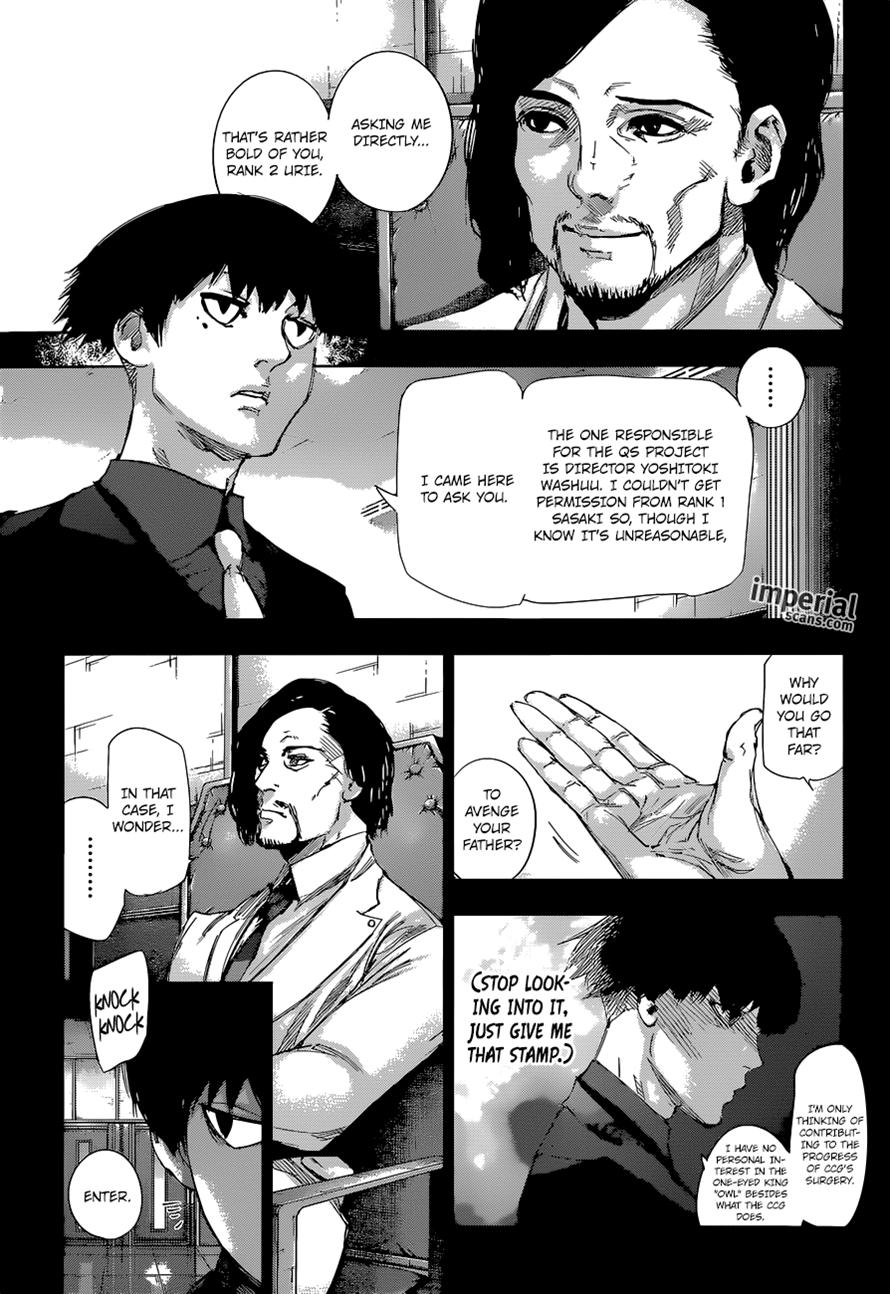 ASKING ME
DIRECTLY...
THAT'S RATHER
BOLD OF YOU,
RANK 2 URIE.
......
THE ONE RESPONSIBLE
FOR THE QS PROJECT
IS DIRECTOR YOSHITOKI
WASHUU. I COULDN'T GET
PERMISSION FROM RANK 1
SASAKI SO, THOUGH I
KNOW IT'S UNREASONABLE,
I CAME HERE
TO ASK YOU.
imperial
scans.com
WHY
WOULD
YOU GO
THAT
FAR?
TO
AVENGE
YOUR
FATHER?
(STOP LOOK-
ING INTO IT,
JUST GIVE ME
THAT STAMP.)
I'M ONLY
THINKING OF
CONTRIBUT-
ING TO THE
PROGRESS
OF CCG'S
SURGERY.
I HAVE NO
PERSONAL IN-
TEREST IN THE
ONE-EYED KING
"OWL" BESIDES
WHAT THE CCG
DOES.
IN THAT
CASE, I
WONDER...
......
KNOCK
KNOCK
ENTER.